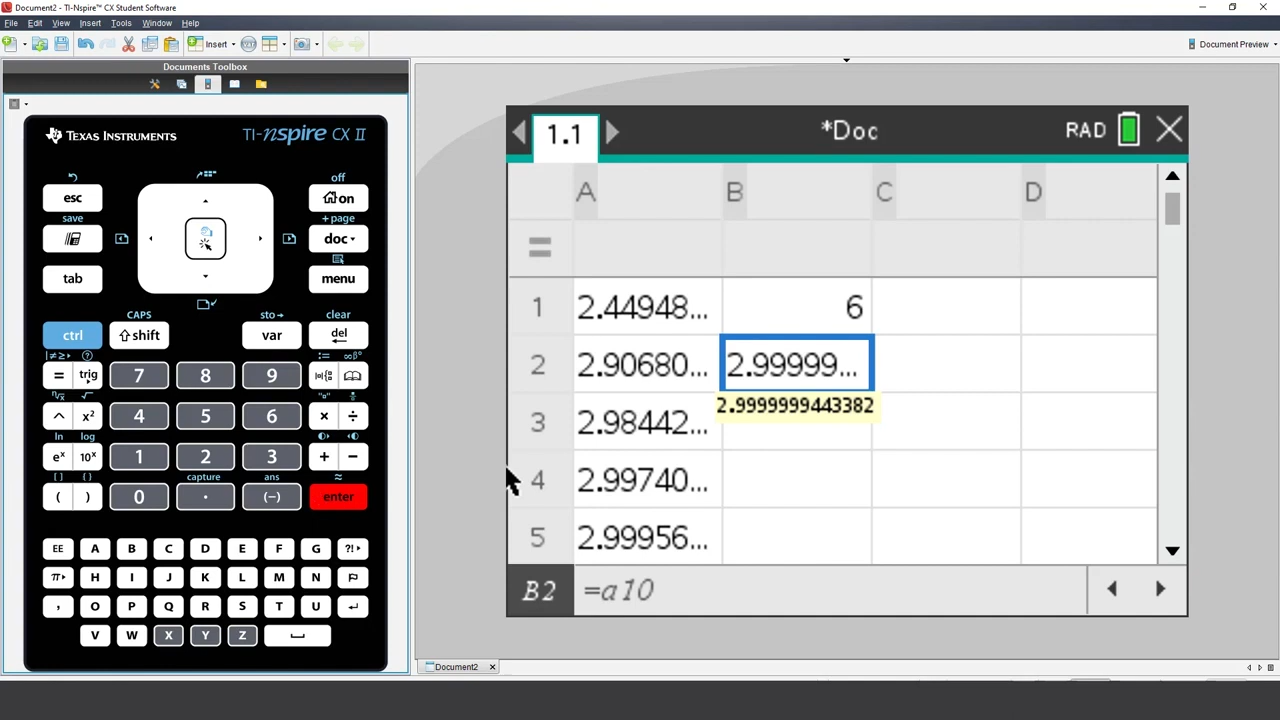 Document2 - TI-Nspire™ CX Student Software
File Edit View Insert Tools Window Help
Insert
Document Preview
Documents Toolbox
TEXAS INSTRUMENTS TI-nspire CX II
off
esc on
save + page
doc
tab menu
CAPS sto→ clear
ctrl shift var del
= trig 7 8 9
^ x² 4 5 6 × ÷
ln log
eˣ 10ˣ 1 2 3 + −
[ ] { } capture ans ≈
( ) 0 . (−) enter
EE A B C D E F G ?!
π H I J K L M N
, O P Q R S T U
V W X Y Z
1.1 *Doc RAD
A B C D
=
1 2.44948... 6
2 2.90680... 2.99999...
2.9999999443382
3 2.98442...
4 2.99740...
5 2.99956...
B2 =a10
Document2